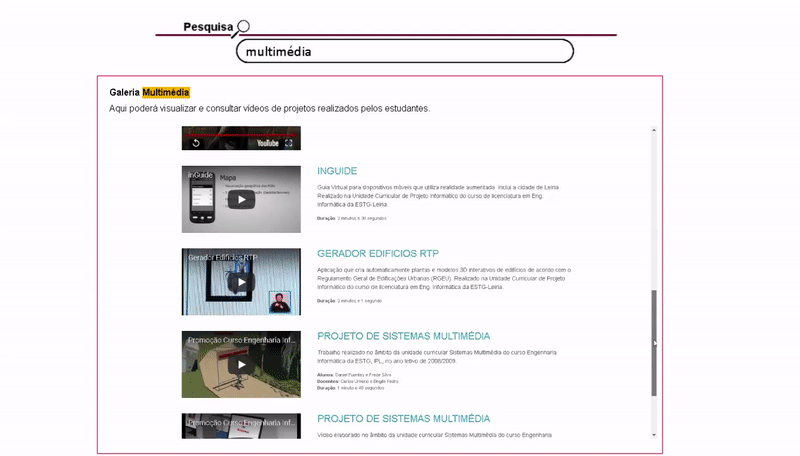 Pesquisa
multimédia
Galeria Multimédia
Aqui poderá visualizar e consultar vídeos de projetos realizados pelos estudantes.
YouTube
InGuide
Mapa
INGUIDE
Guia Virtual para dispositivos móveis que utiliza realidade aumentada. Inclui a cidade de Leiria.
Realizado na Unidade Curricular de Projeto Informático do curso de licenciatura em Eng.
Informática da ESTG-Leiria.
Duração: 2 minutos e
segundos
Gerador Edificios RTP
GERADOR EDIFICIOS RTP
Aplicação que cria automaticamente plantas e modelos 3D interativos de edifícios de acordo com o
Regulamento Geral de Edificações Urbanas (RGEU). Realizado na Unidade Curricular de Projeto
Informático do curso de licenciatura em Eng. Informática da ESTG-Leiria.
Duração: 2 minutos e 1 segundo
Promoção Curso Engenharia Inf...
PROJETO DE SISTEMAS MULTIMÉDIA
Trabalho realizado no âmbito da unidade curricular Sistemas Multimédia do curso Engenharia
Informática da ESTG, IPL, no ano letivo de 2008/2009.
Alunos: Daniel Fuentes e
Silva
Docentes: Carlos Urbano e
Pedro
Duração: 1 minuto e 49 segundos
Promoção Curso Engenharia Inf...
PROJETO DE SISTEMAS MULTIMÉDIA
Vídeo elaborado no âmbito da unidade curricular Sistemas Multimédia do curso Engenharia